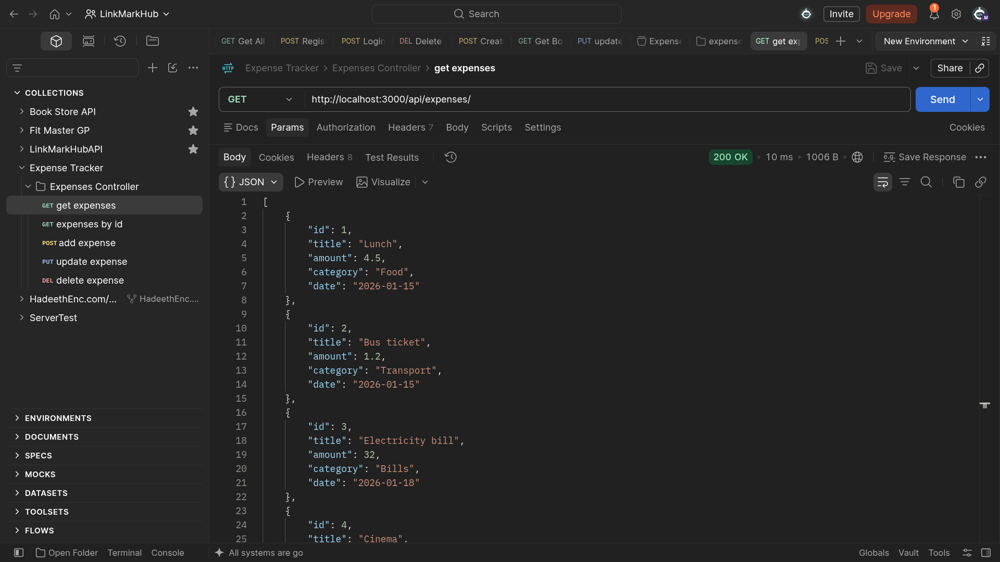 LinkMarkHub
Search
Invite
Upgrade
1
M
GET Get All
POST Regis
POST Login
DEL Delete
POST Creat
GET Get Bo
PUT update
Expense
expense
GET get exp
POS
New Environment
COLLECTIONS
Book Store API
Fit Master GP
LinkMarkHubAPI
Expense Tracker
Expenses Controller
GET get expenses
GET expenses by id
POST add expense
PUT update expense
DEL delete expense
HadeethEnc.com/... HadeethEnc....
ServerTest
ENVIRONMENTS
DOCUMENTS
SPECS
MOCKS
DATASETS
TOOLSETS
FLOWS
HTTP Expense Tracker > Expenses Controller > get expenses
Save
Share
GET http://localhost:3000/api/expenses/
Send
Docs Params Authorization Headers 7 Body Scripts Settings
Cookies
Body Cookies Headers 8 Test Results
200 OK • 10 ms • 1006 B •
e.g. Save Response
{} JSON Preview Visualize
1 [
2 {
3 "id": 1,
4 "title": "Lunch",
5 "amount": 4.5,
6 "category": "Food",
7 "date": "2026-01-15"
8 },
9 {
10 "id": 2,
11 "title": "Bus ticket",
12 "amount": 1.2,
13 "category": "Transport",
14 "date": "2026-01-15"
15 },
16 {
17 "id": 3,
18 "title": "Electricity bill",
19 "amount": 32,
20 "category": "Bills",
21 "date": "2026-01-18"
22 },
23 {
24 "id": 4,
25 "title": "Cinema",
Open Folder Terminal Console
All systems are go
Globals Vault Tools